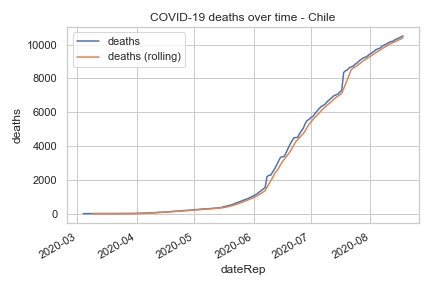 COVID-19 deaths over time - Chile
deaths
deaths (rolling)
10000
8000
6000
4000
2000
0
deaths
2020-03
2020-04
2020-05
2020-06
2020-07
2020-08
dateRep